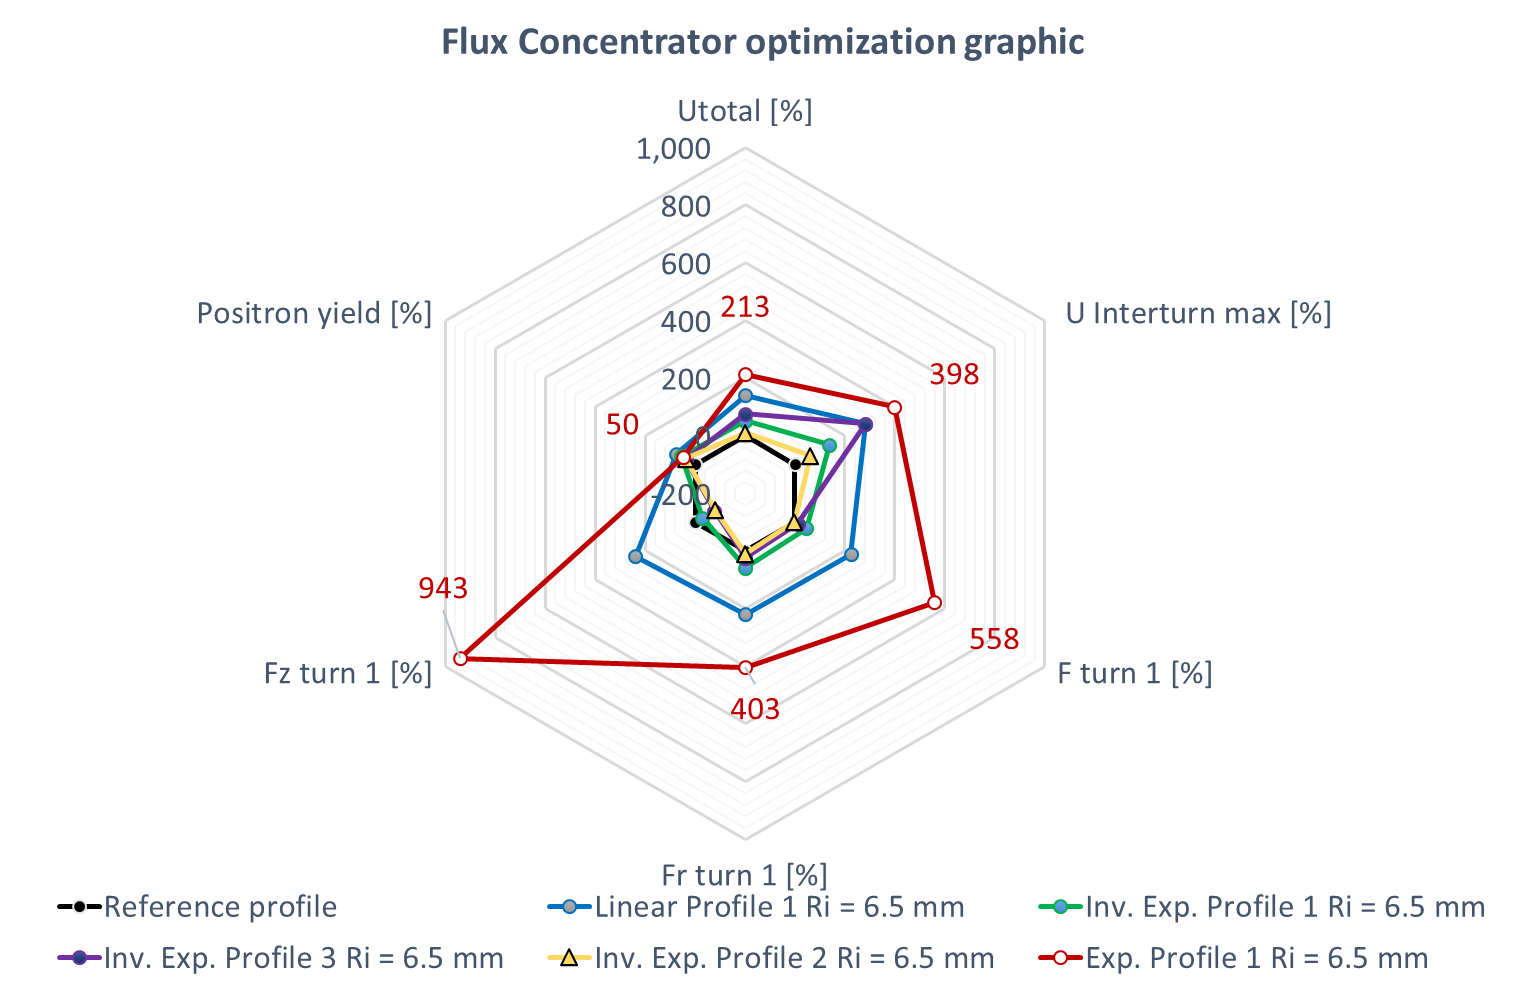 Flux Concentrator optimization graphic
Utotal [%]
1,000
800
600
400
200
0
-200
213
U Interturn max [%]
398
Positron yield [%]
50
943
558
Fz turn 1 [%]
F turn 1 [%]
403
Fr turn 1 [%]
Reference profile
Linear Profile 1 Ri = 6.5 mm
Inv. Exp. Profile 1 Ri = 6.5 mm
Inv. Exp. Profile 3 Ri = 6.5 mm
Inv. Exp. Profile 2 Ri = 6.5 mm
Exp. Profile 1 Ri = 6.5 mm